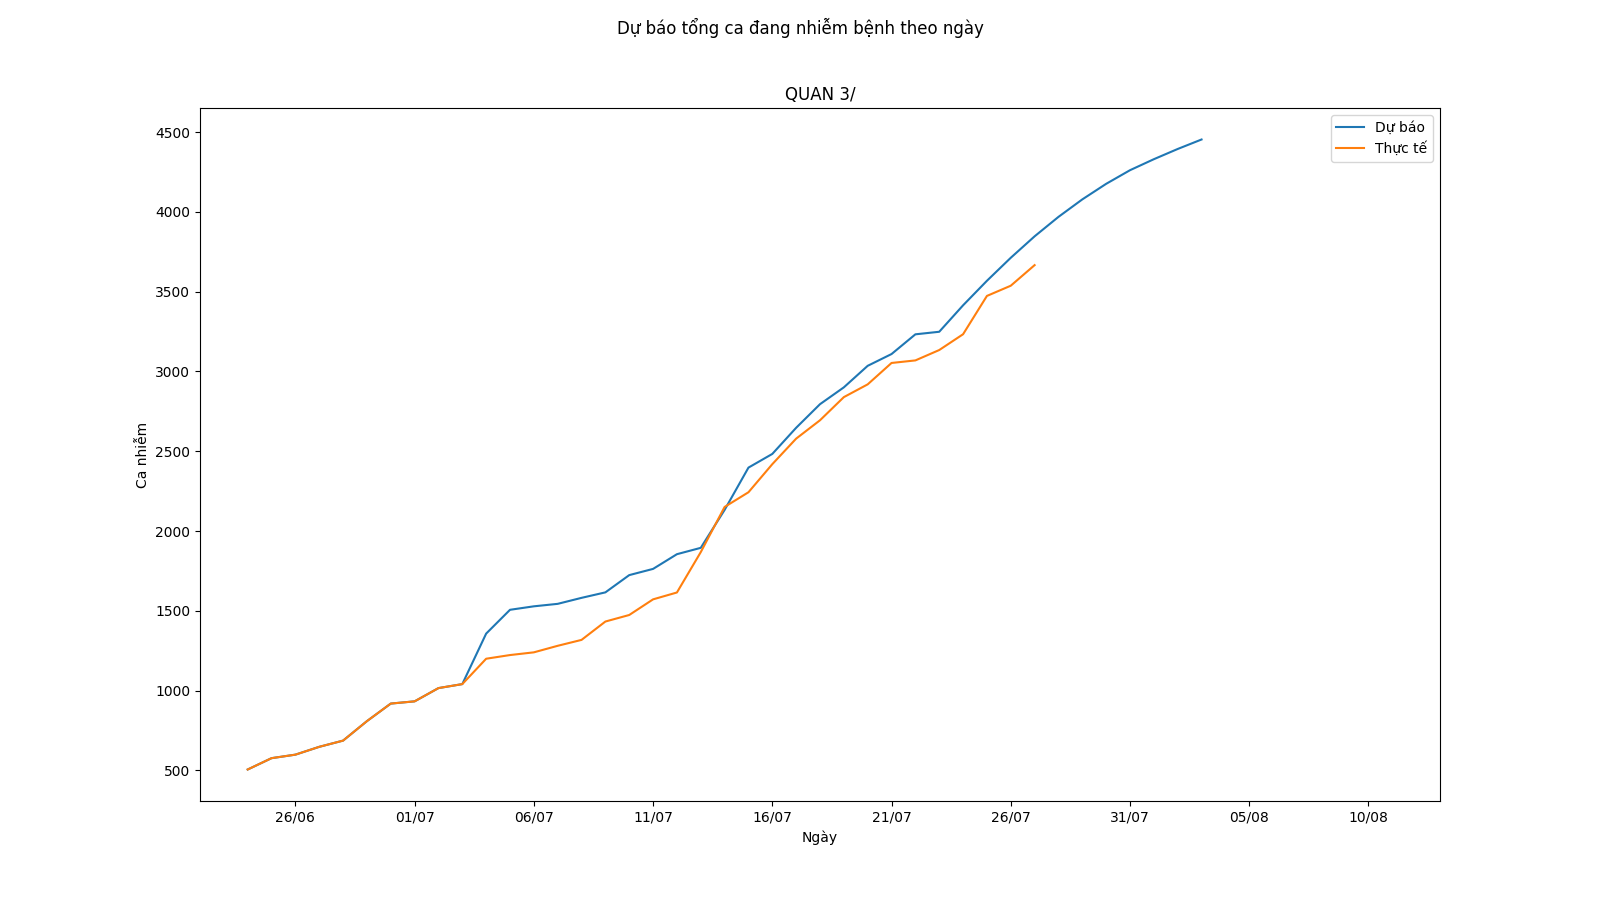 Dự báo tổng ca đang nhiễm bệnh theo ngày
QUAN 3/
Dự báo
Thực tế
4500
4000
3500
3000
2500
2000
1500
1000
500
Ca nhiễm
26/06 01/07 06/07 11/07 16/07 21/07 26/07 31/07 05/08 10/08
Ngày